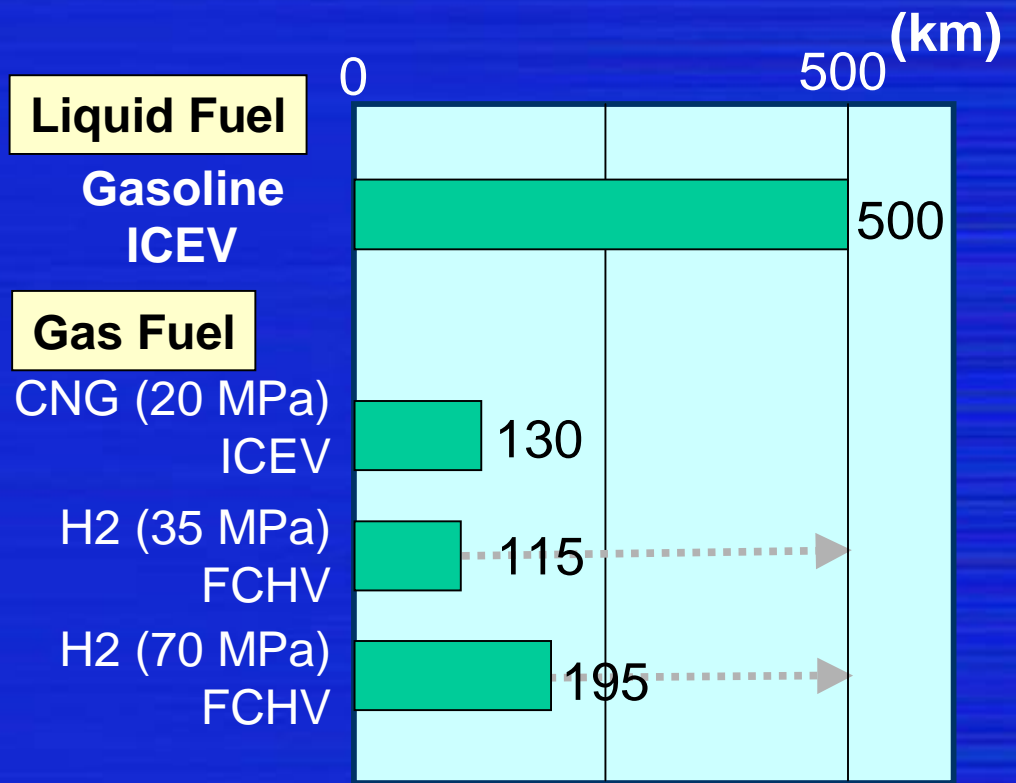 (km)
0
500
Liquid Fuel
Gasoline
ICEV
500
Gas Fuel
CNG (20 MPa)
ICEV
130
H2 (35 MPa)
FCHV
115
H2 (70 MPa)
FCHV
195